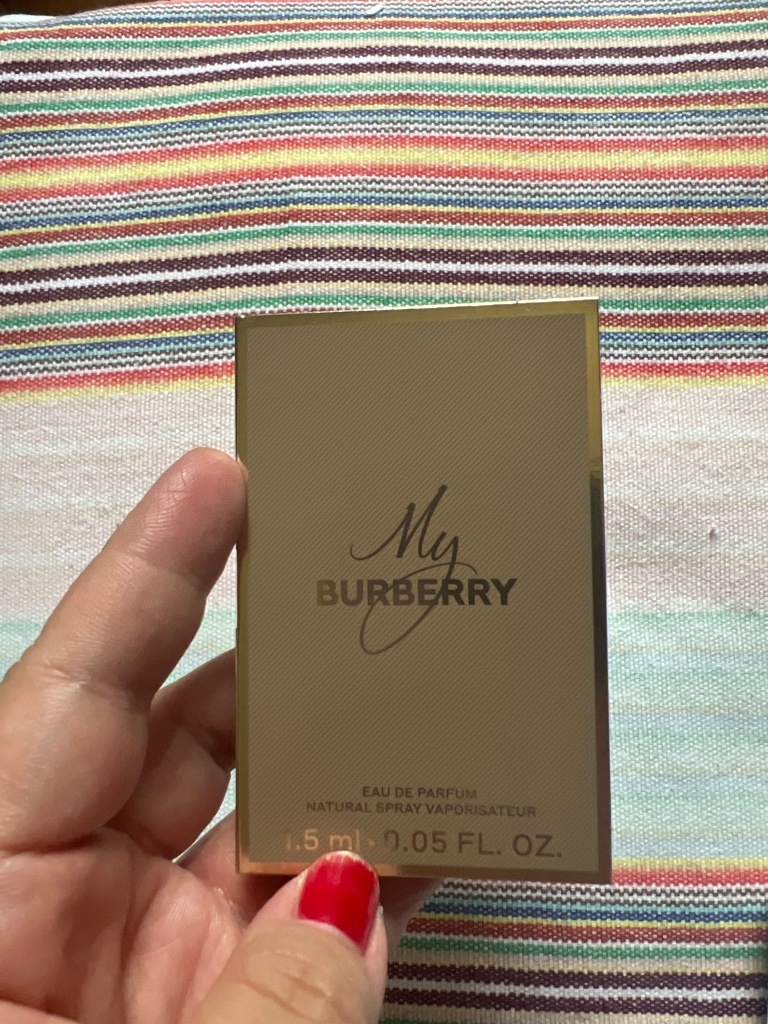 My
BURBERRY
EAU DE PARFUM
NATURAL SPRAY VAPORISATEUR
1.5 ml · 0.05 FL. OZ.